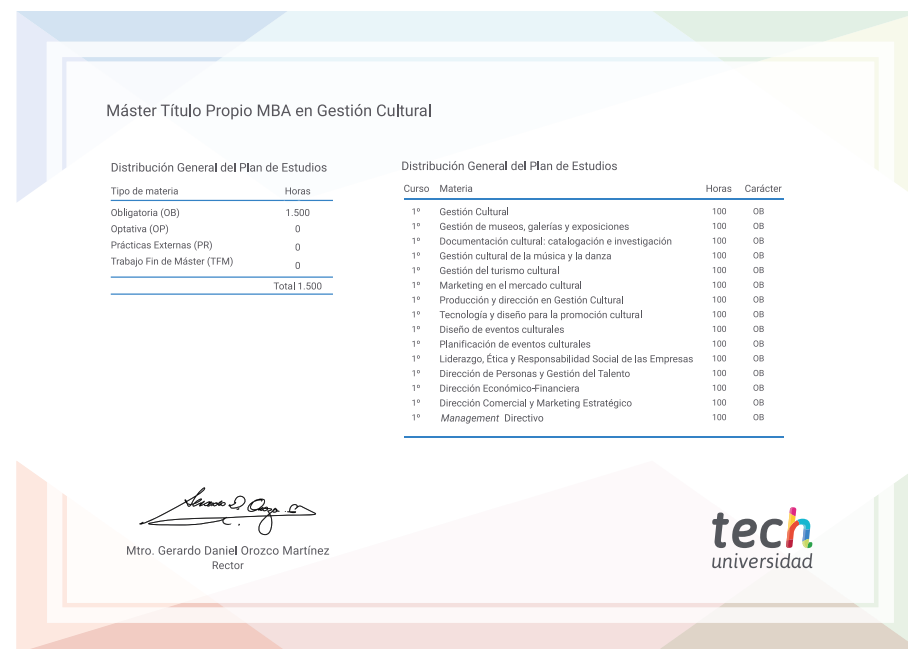 Máster Título Propio MBA en Gestión Cultural
Distribución General del Plan de Estudios
Tipo de materia Horas
Obligatoria (OB) 1.500
Optativa (OP) 0
Prácticas Externas (PR) 0
Trabajo Fin de Máster (TFM) 0
Total 1.500
Distribución General del Plan de Estudios
Curso Materia Horas Carácter
1º Gestión Cultural 100 OB
1º Gestión de museos, galerías y exposiciones 100 OB
1º Documentación cultural: catalogación e investigación 100 OB
1º Gestión cultural de la música y la danza 100 OB
1º Gestión del turismo cultural 100 OB
1º Marketing en el mercado cultural 100 OB
1º Producción y dirección en Gestión Cultural 100 OB
1º Tecnología y diseño para la promoción cultural 100 OB
1º Diseño de eventos culturales 100 OB
1º Planificación de eventos culturales 100 OB
1º Liderazgo, Ética y Responsabilidad Social de las Empresas 100 OB
1º Dirección de Personas y Gestión del Talento 100 OB
1º Dirección Económico-Financiera 100 OB
1º Dirección Comercial y Marketing Estratégico 100 OB
1º Management Directivo 100 OB
Mtro. Gerardo Daniel Orozco Martínez
Rector
tech
universidad